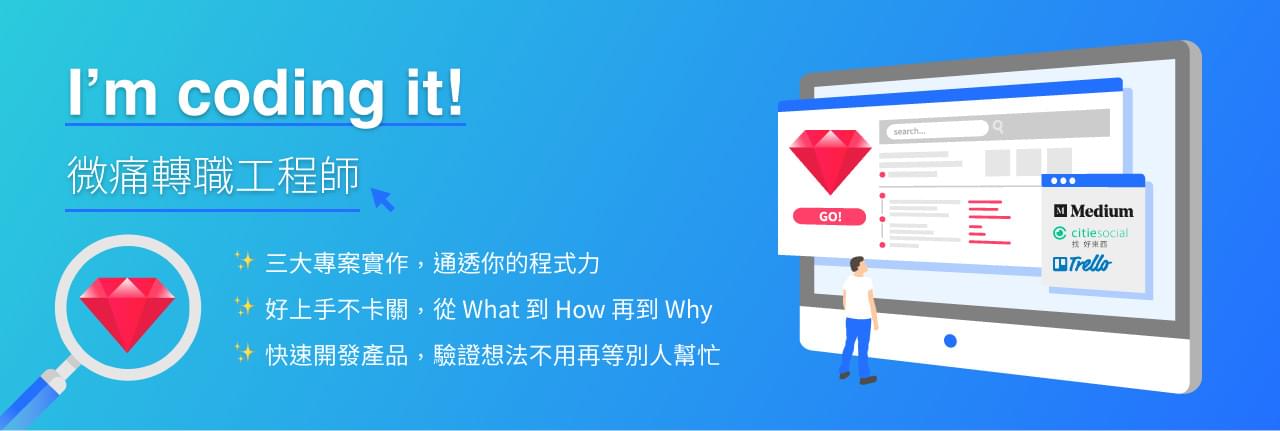 I'm coding it!
微痛轉職工程師
三大專案實作，通透你的程式力
好上手不卡關，從 What 到 How 再到 Why
快速開發產品，驗證想法不用再等別人幫忙
search...
GO!
M Medium
citiesocial
找 好東西
Trello